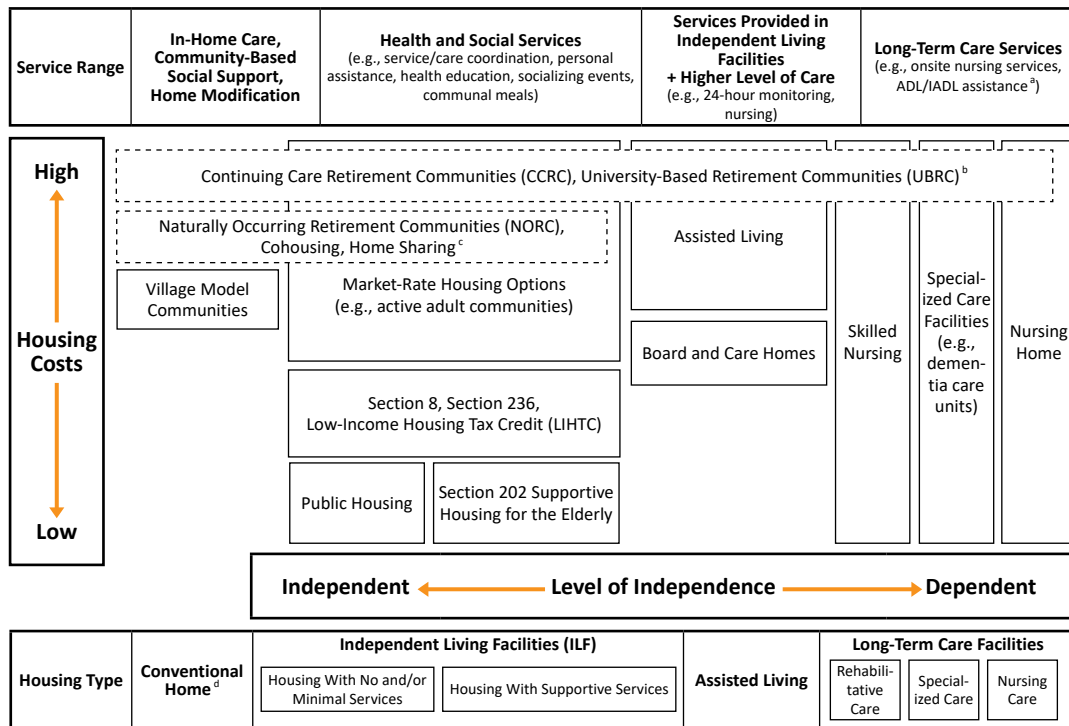 Service Range
In-Home Care,
Community-Based
Social Support,
Home Modification
Health and Social Services
(e.g., service/care coordination, personal
assistance, health education, socializing events,
communal meals)
Services Provided in
Independent Living
Facilities
+ Higher Level of Care
(e.g., 24-hour monitoring,
nursing)
Long-Term Care Services
(e.g., onsite nursing services,
ADL/IADL assistance a)
High
Housing
Costs
Low
Continuing Care Retirement Communities (CCRC), University-Based Retirement Communities (UBRC) b
Naturally Occurring Retirement Communities (NORC),
Cohousing, Home Sharing c
Village Model
Communities
Market-Rate Housing Options
(e.g., active adult communities)
Section 8, Section 236,
Low-Income Housing Tax Credit (LIHTC)
Public Housing
Section 202 Supportive
Housing for the Elderly
Assisted Living
Board and Care Homes
Skilled
Nursing
Special-
ized Care
Facilities
(e.g.,
demen-
tia care
units)
Nursing
Home
Independent
Level of Independence
Dependent
Housing Type
Conventional
Home d
Independent Living Facilities (ILF)
Housing With No and/or
Minimal Services
Housing With Supportive Services
Assisted Living
Long-Term Care Facilities
Rehabili-
tative
Care
Special-
ized Care
Nursing
Care